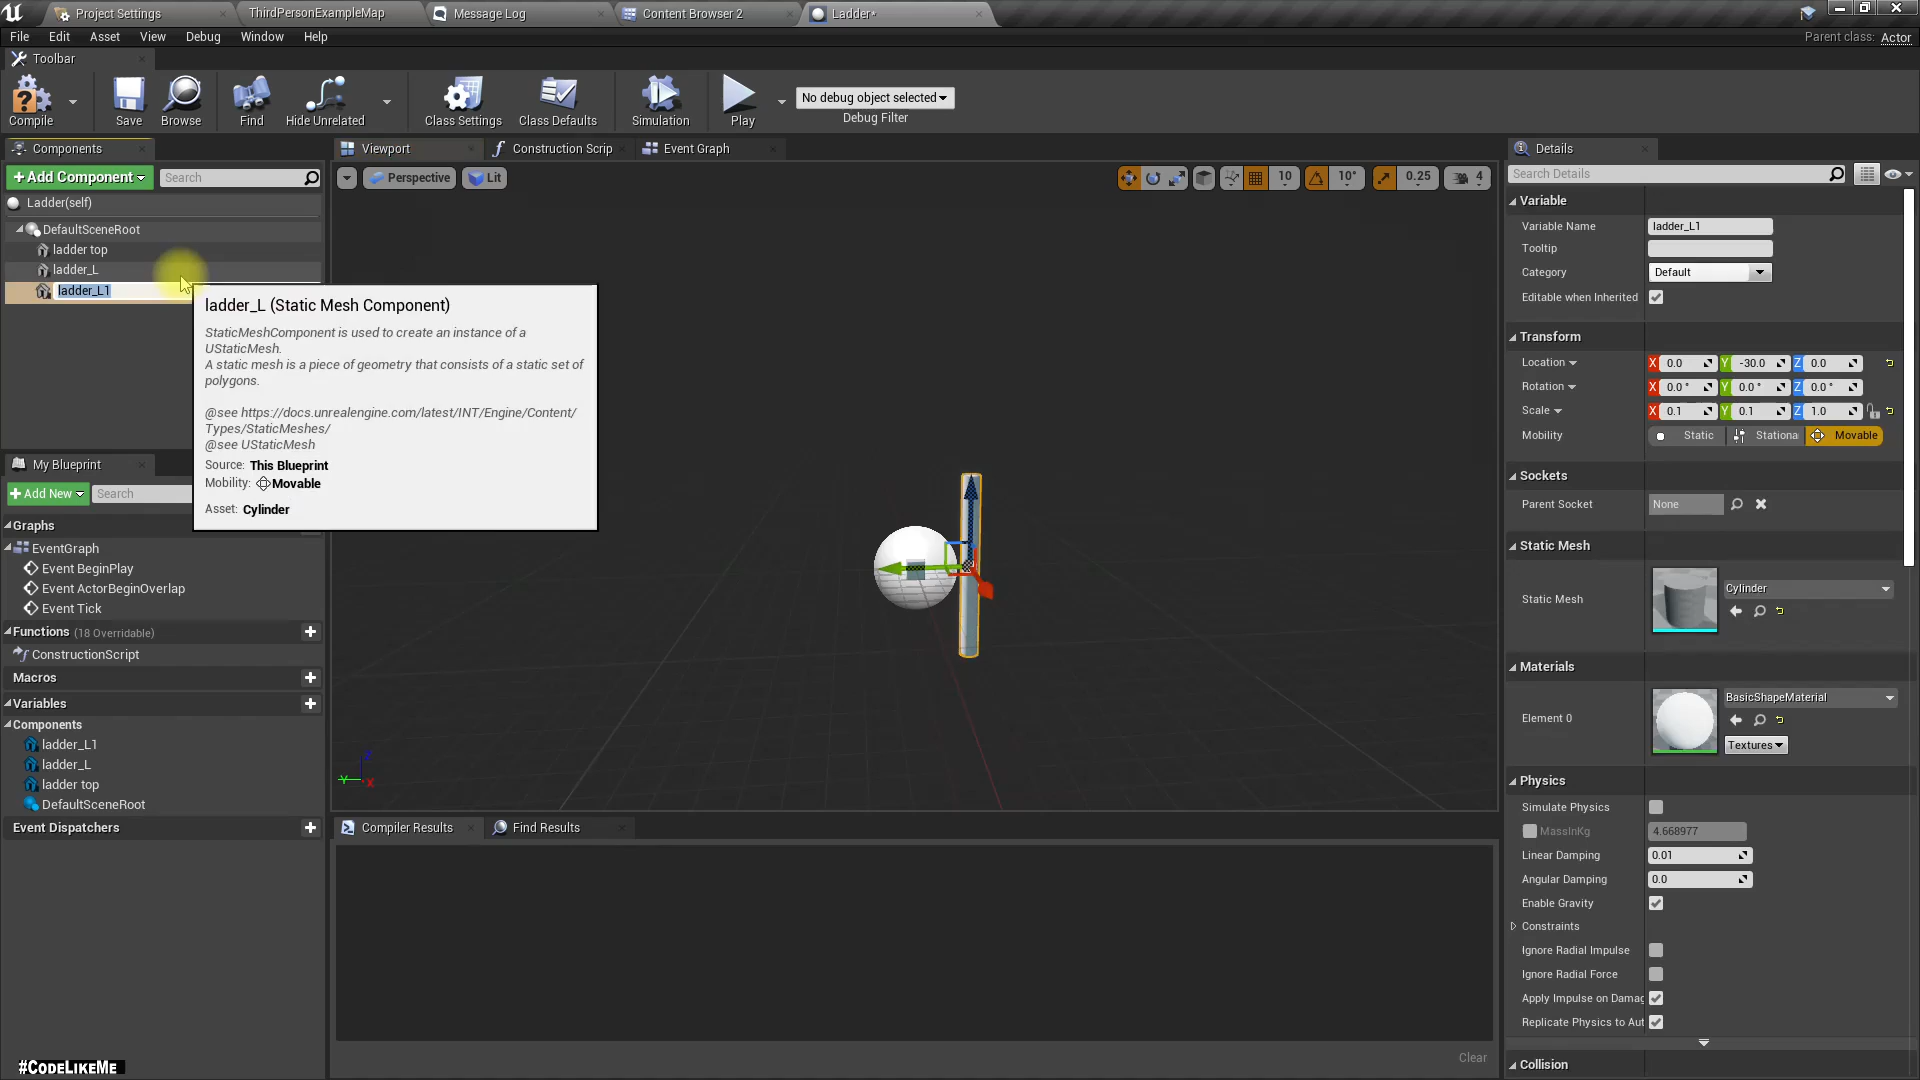 Project Settings
ThirdPersonExampleMap
Message Log
Content Browser 2
Ladder*
File Edit Asset View Debug Window Help
Parent class: Actor
Toolbar
Compile
Save
Browse
Find
Hide Unrelated
Class Settings
Class Defaults
Simulation
Play
No debug object selected
Debug Filter
Components
+Add Component
Search
Ladder(self)
DefaultSceneRoot
ladder top
ladder_L
ladder_L1
ladder_L (Static Mesh Component)
StaticMeshComponent is used to create an instance of a
UStaticMesh.
A static mesh is a piece of geometry that consists of a static set of
polygons.
@see https://docs.unrealengine.com/latest/INT/Engine/Content/
Types/StaticMeshes/
@see UStaticMesh
Source: This Blueprint
Mobility: Movable
Asset: Cylinder
My Blueprint
+Add New
Search
Graphs
EventGraph
Event BeginPlay
Event ActorBeginOverlap
Event Tick
Functions (18 Overridable)
ConstructionScript
Macros
Variables
Components
ladder_L1
ladder_L
ladder top
DefaultSceneRoot
Event Dispatchers
#CODELIKEME
Viewport
Construction Scrip
Event Graph
Perspective
Lit
10
10°
0.25
4
Z
Y
X
Compiler Results
Find Results
Clear
Details
Search Details
Variable
Variable Name ladder_L1
Tooltip
Category Default
Editable when Inherited
Transform
Location X 0.0 Y -30.0 Z 0.0
Rotation X 0.0° Y 0.0° Z 0.0°
Scale X 0.1 Y 0.1 Z 1.0
Mobility Static Stationa Movable
Sockets
Parent Socket None
Static Mesh
Static Mesh Cylinder
Materials
Element 0 BasicShapeMaterial
Textures
Physics
Simulate Physics
MassInKg 4.668977
Linear Damping 0.01
Angular Damping 0.0
Enable Gravity
Constraints
Ignore Radial Impulse
Ignore Radial Force
Apply Impulse on Damag
Replicate Physics to Aut
Collision